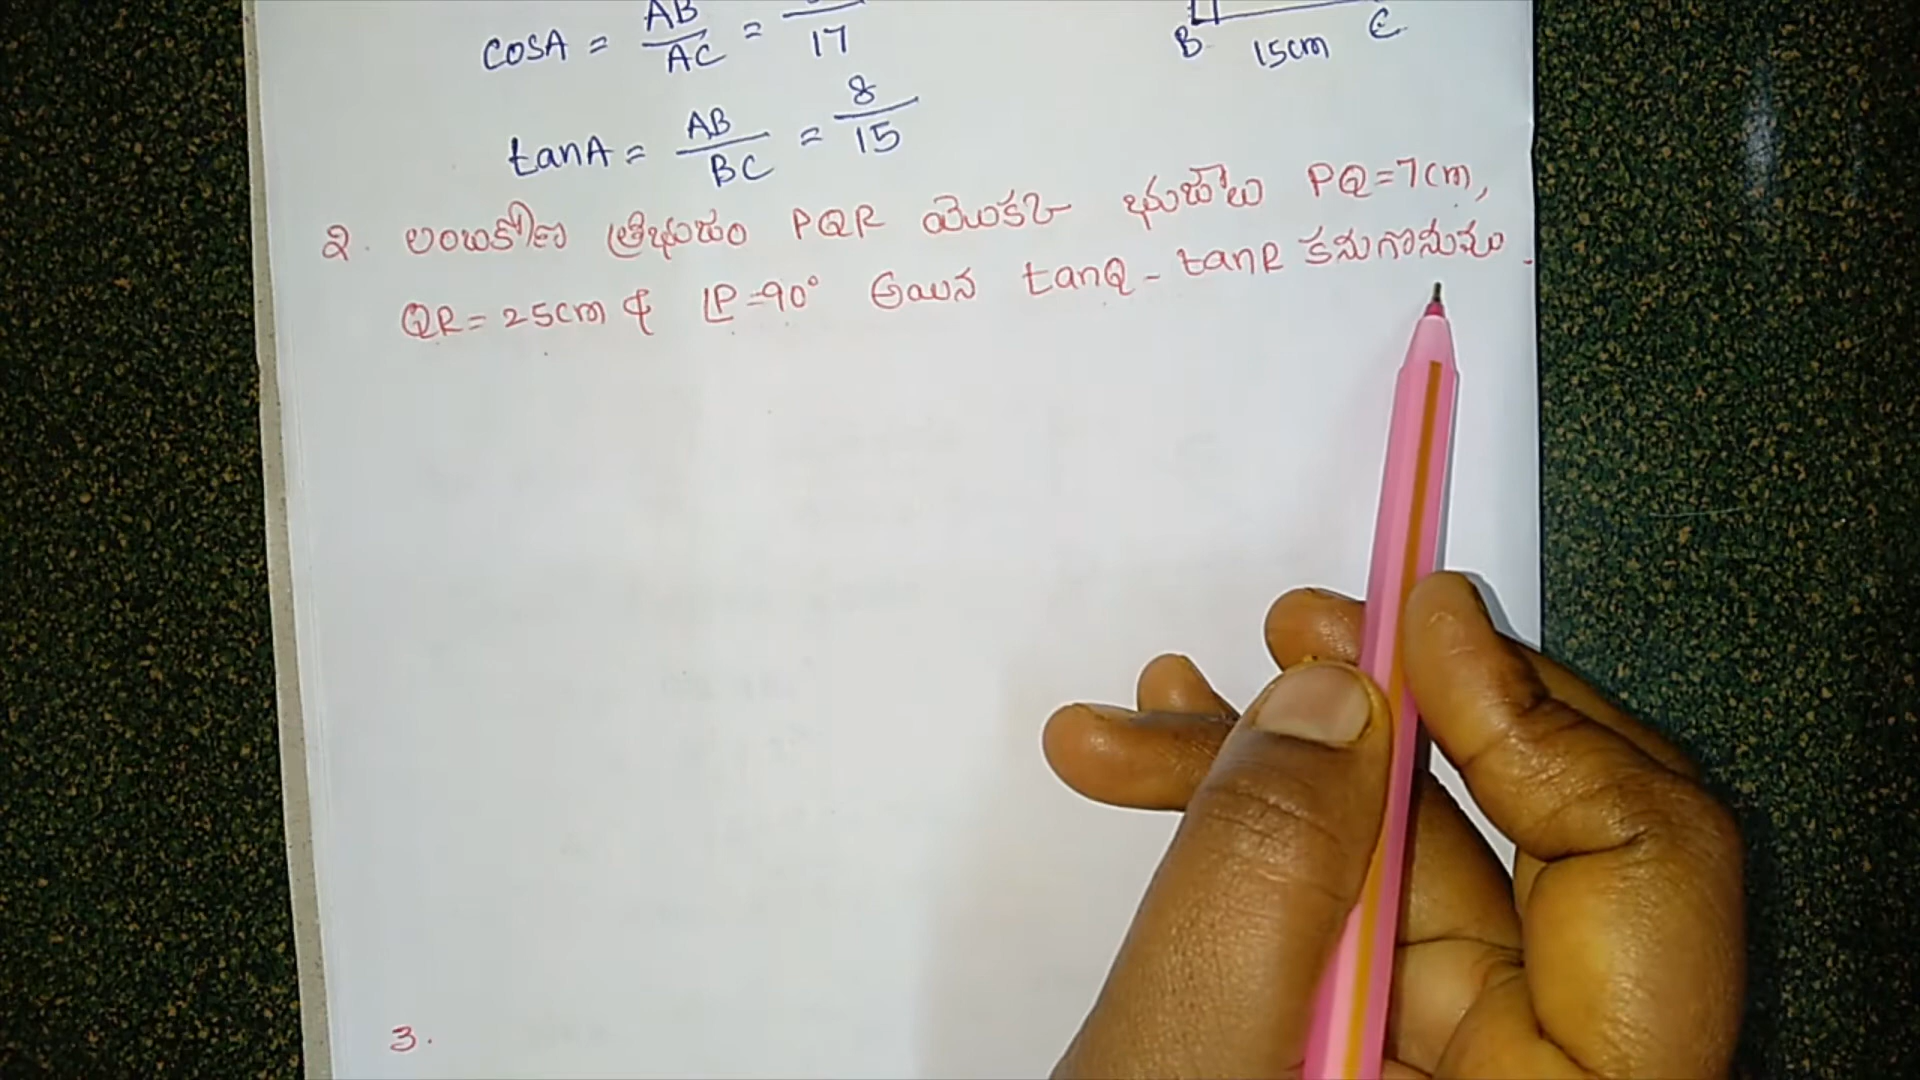 cosA = AB/AC = /17
B 15cm C
tanA = AB/BC = 8/15
2. లంబకోణ త్రిభుజం PQR యొక్క భుజాలు PQ=7cm,
QR=25cm & ∠P=90° అయిన tanQ - tanR కనుగొనుము.
3.